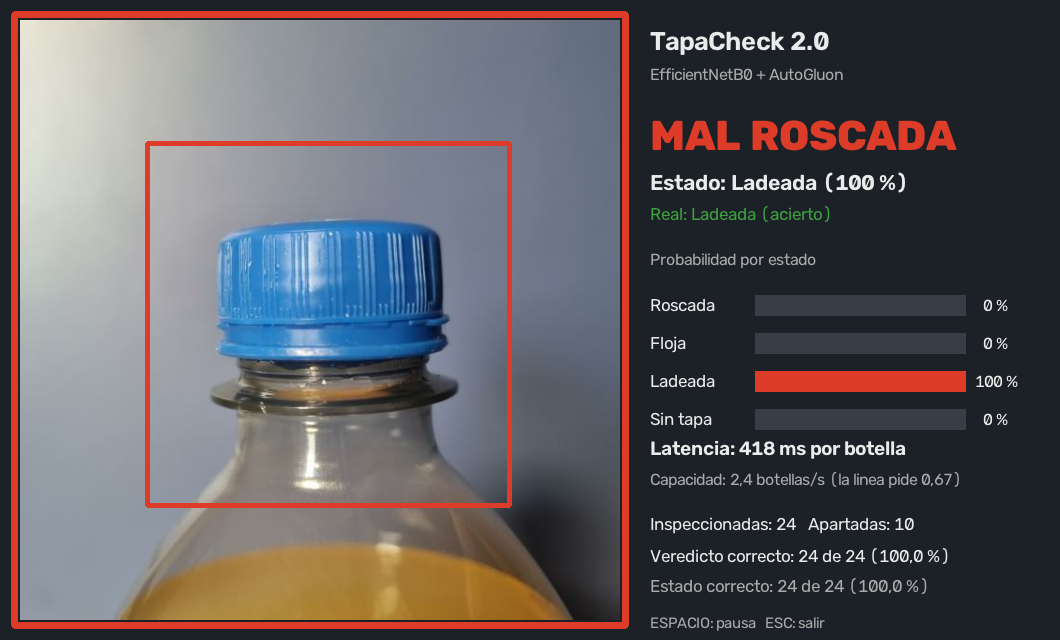 TapaCheck 2.0
EfficientNetB0 + AutoGluon
MAL ROSCADA
Estado: Ladeada (100 %)
Real: Ladeada (acierto)
Probabilidad por estado
Roscada 0 %
Floja 0 %
Ladeada 100 %
Sin tapa 0 %
Latencia: 418 ms por botella
Capacidad: 2,4 botellas/s (la linea pide 0,67)
Inspeccionadas: 24 Apartadas: 10
Veredicto correcto: 24 de 24 (100,0 %)
Estado correcto: 24 de 24 (100,0 %)
ESPACIO: pausa ESC: salir